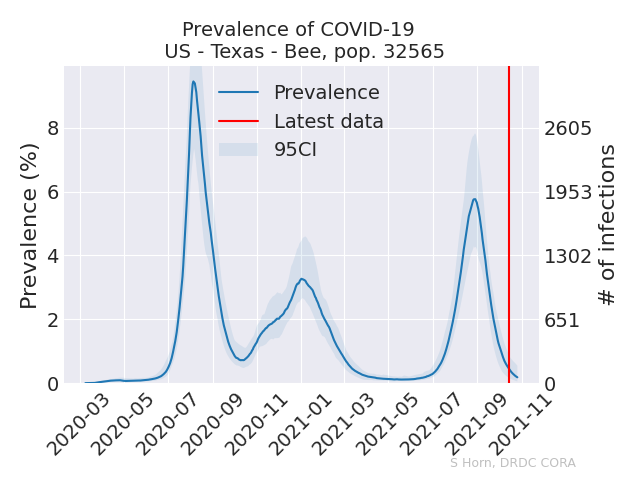 Prevalence of COVID-19
US - Texas - Bee, pop. 32565
Prevalence
Latest data
95CI
Prevalence (%)
8
6
4
2
0
2605
1953
1302
651
0
# of infections
2020-03
2020-05
2020-07
2020-09
2020-11
2021-01
2021-03
2021-05
2021-07
2021-09
2021-11
S Horn, DRDC CORA